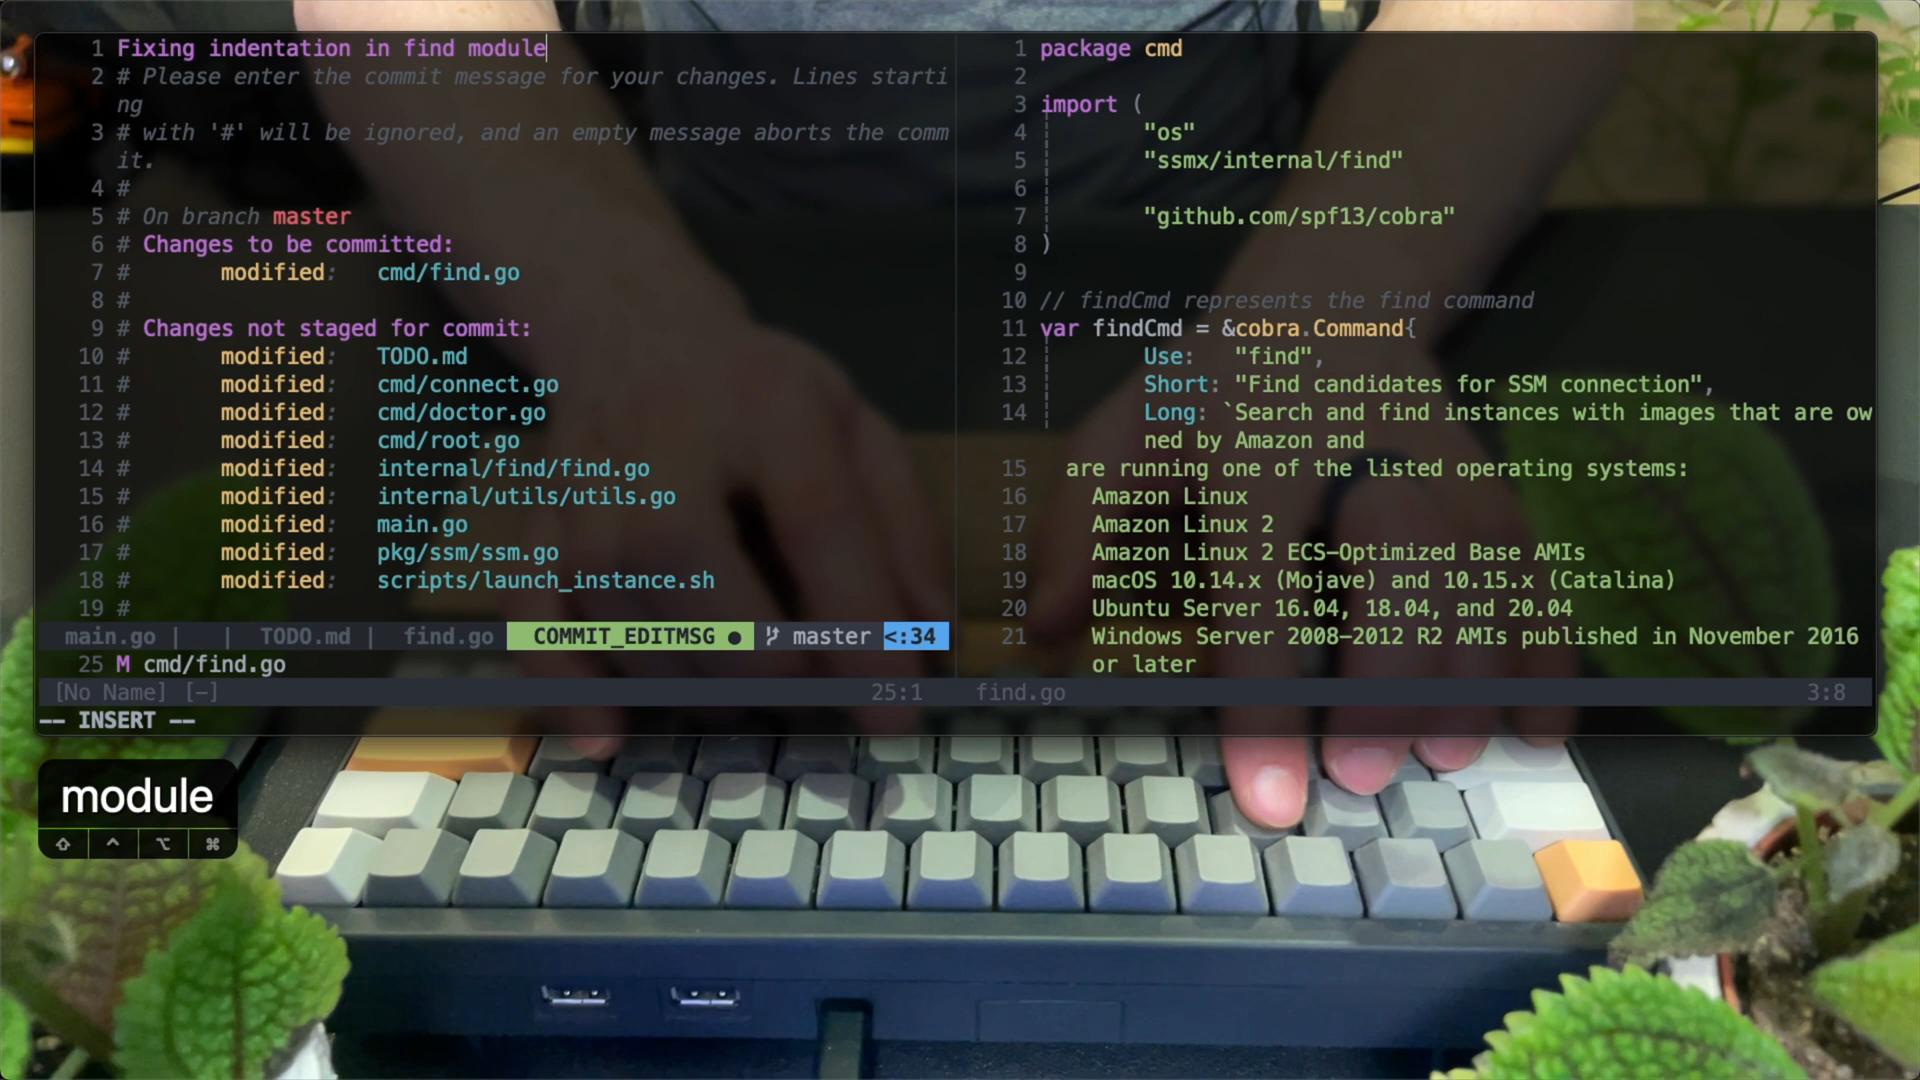 1 Fixing indentation in find module
2 # Please enter the commit message for your changes. Lines starti
ng
3 # with '#' will be ignored, and an empty message aborts the comm
it.
4 #
5 # On branch master
6 # Changes to be committed:
7 #       modified:   cmd/find.go
8 #
9 # Changes not staged for commit:
10 #       modified:   TODO.md
11 #       modified:   cmd/connect.go
12 #       modified:   cmd/doctor.go
13 #       modified:   cmd/root.go
14 #       modified:   internal/find/find.go
15 #       modified:   internal/utils/utils.go
16 #       modified:   main.go
17 #       modified:   pkg/ssm/ssm.go
18 #       modified:   scripts/launch_instance.sh
19 #
main.go |   |  TODO.md |  find.go  COMMIT_EDITMSG ● master <:34
25 M cmd/find.go
[No Name] [-] 25:1
1 package cmd
2
3 import (
4         "os"
5         "ssmx/internal/find"
6
7         "github.com/spf13/cobra"
8 )
9
10 // findCmd represents the find command
11 var findCmd = &cobra.Command{
12         Use:   "find",
13         Short: "Find candidates for SSM connection",
14         Long: `Search and find instances with images that are ow
ned by Amazon and
15   are running one of the listed operating systems:
16     Amazon Linux
17     Amazon Linux 2
18     Amazon Linux 2 ECS-Optimized Base AMIs
19     macOS 10.14.x (Mojave) and 10.15.x (Catalina)
20     Ubuntu Server 16.04, 18.04, and 20.04
21     Windows Server 2008-2012 R2 AMIs published in November 2016
or later
find.go 3:8
-- INSERT --
module
⇧ ^ ⌥ ⌘